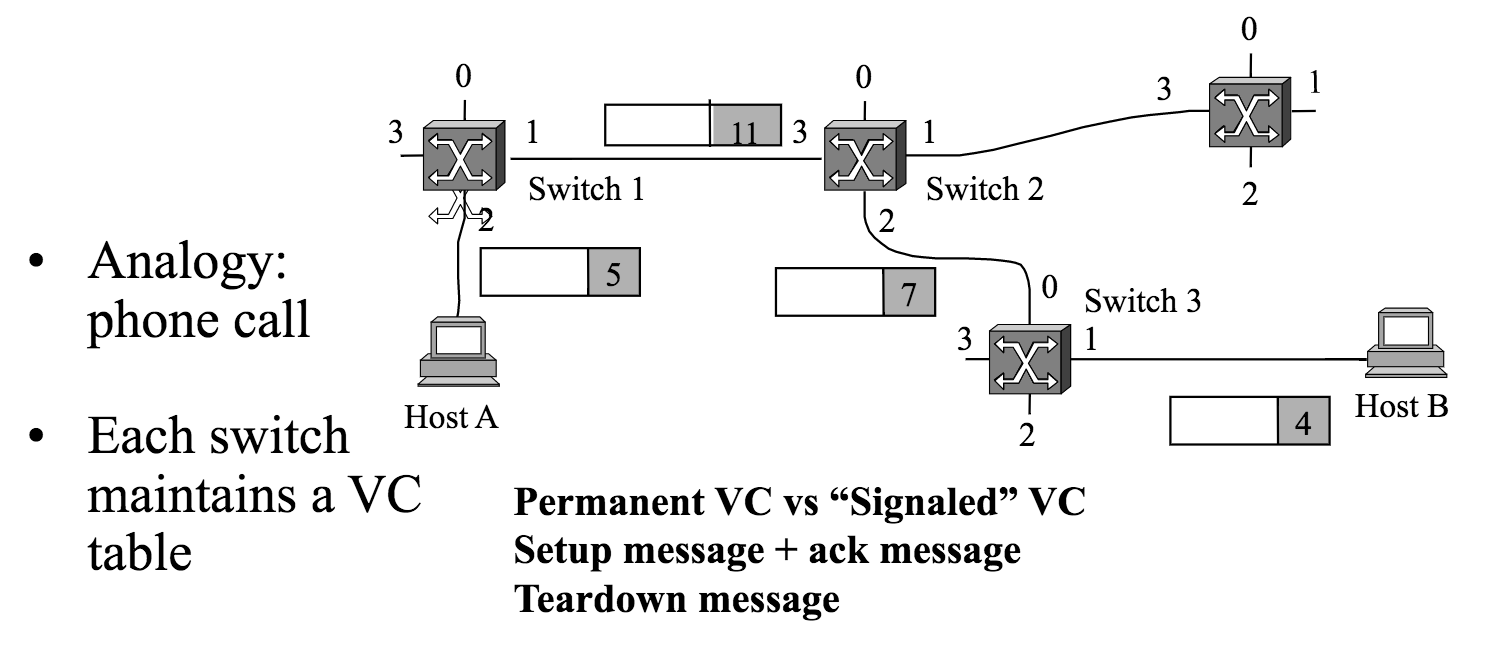 0
0
0
3
1
11
3
1
3
1
Switch 1
Switch 2
2
2
2
• Analogy:
phone call
5
7
0
Switch 3
3
1
Host A
2
4
Host B
• Each switch
maintains a VC
table
Permanent VC vs “Signaled” VC
Setup message + ack message
Teardown message